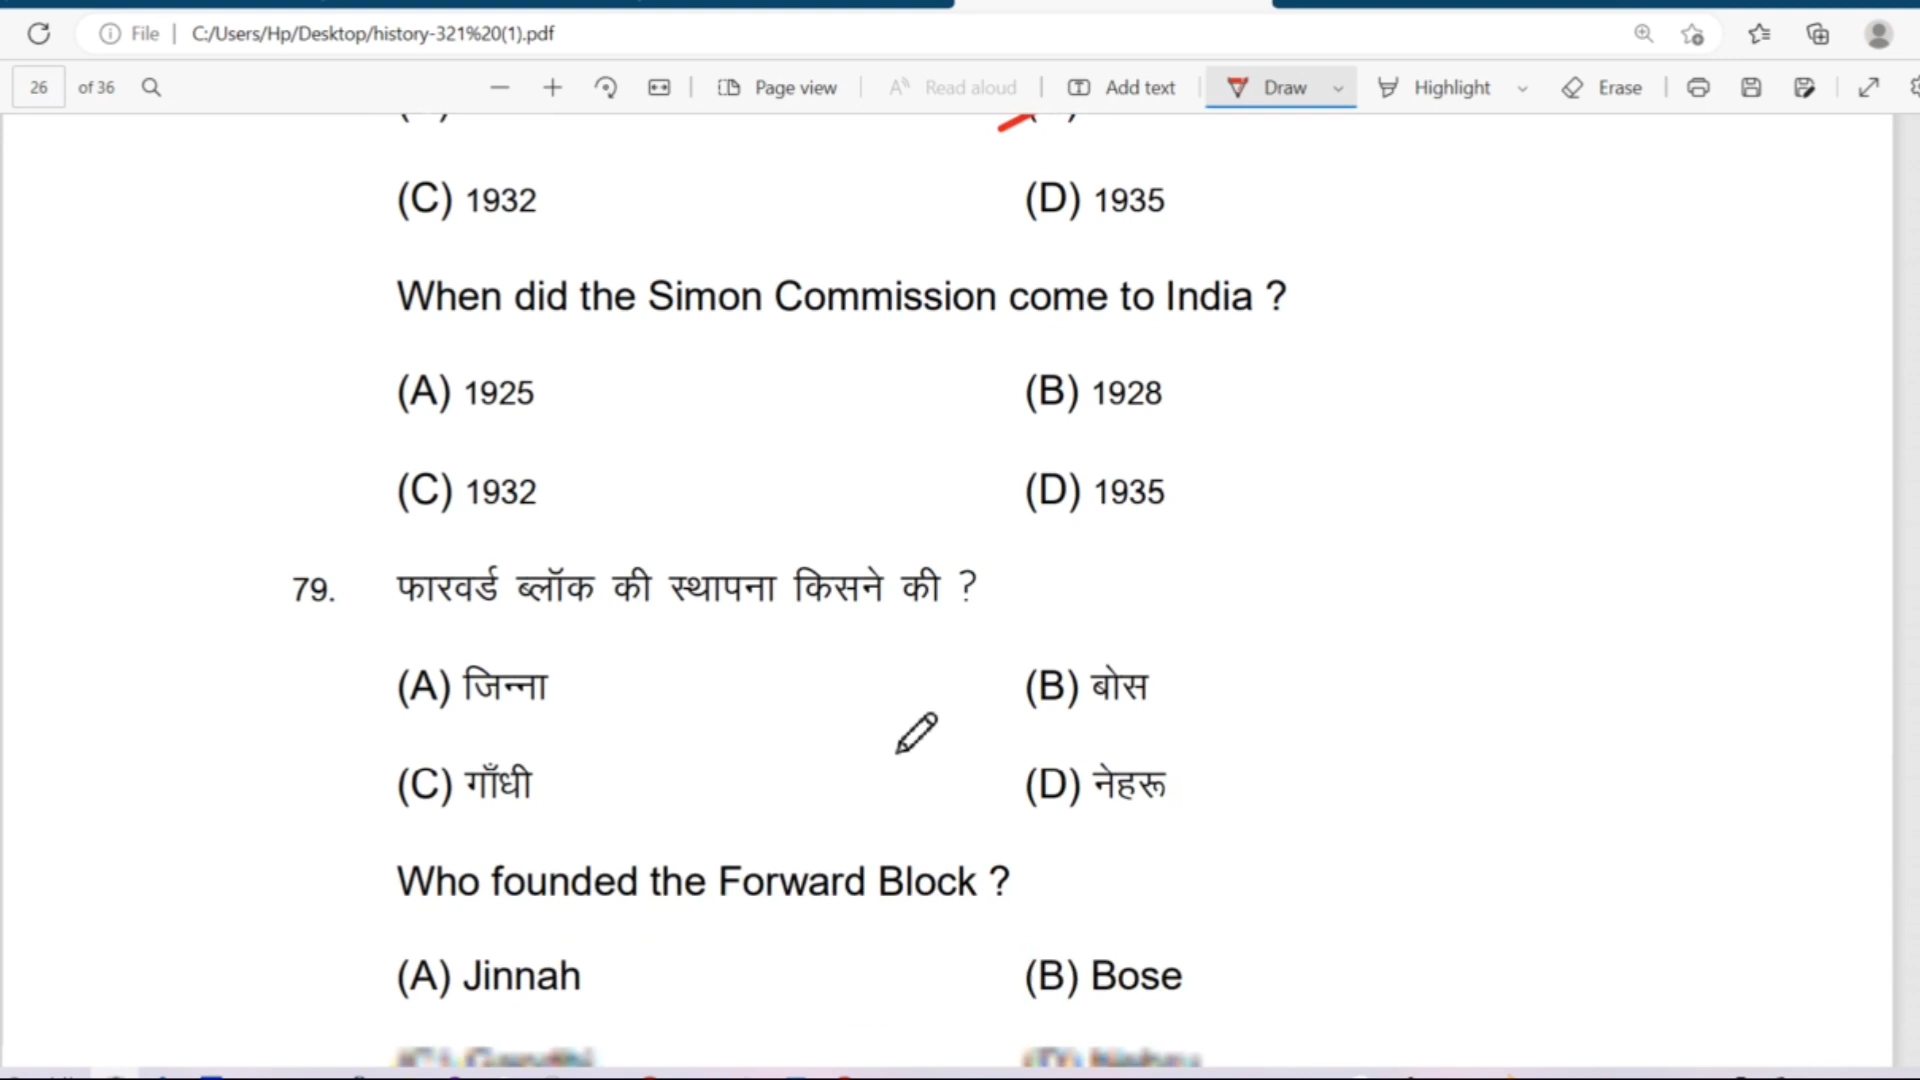 File | C:/Users/Hp/Desktop/history-321%20(1).pdf
26 of 36 Page view Read aloud Add text Draw Highlight Erase
(C) 1932 (D) 1935
When did the Simon Commission come to India ?
(A) 1925 (B) 1928
(C) 1932 (D) 1935
79. फारवर्ड ब्लॉक की स्थापना किसने की ?
(A) जिन्ना (B) बोस
(C) गाँधी (D) नेहरू
Who founded the Forward Block ?
(A) Jinnah (B) Bose